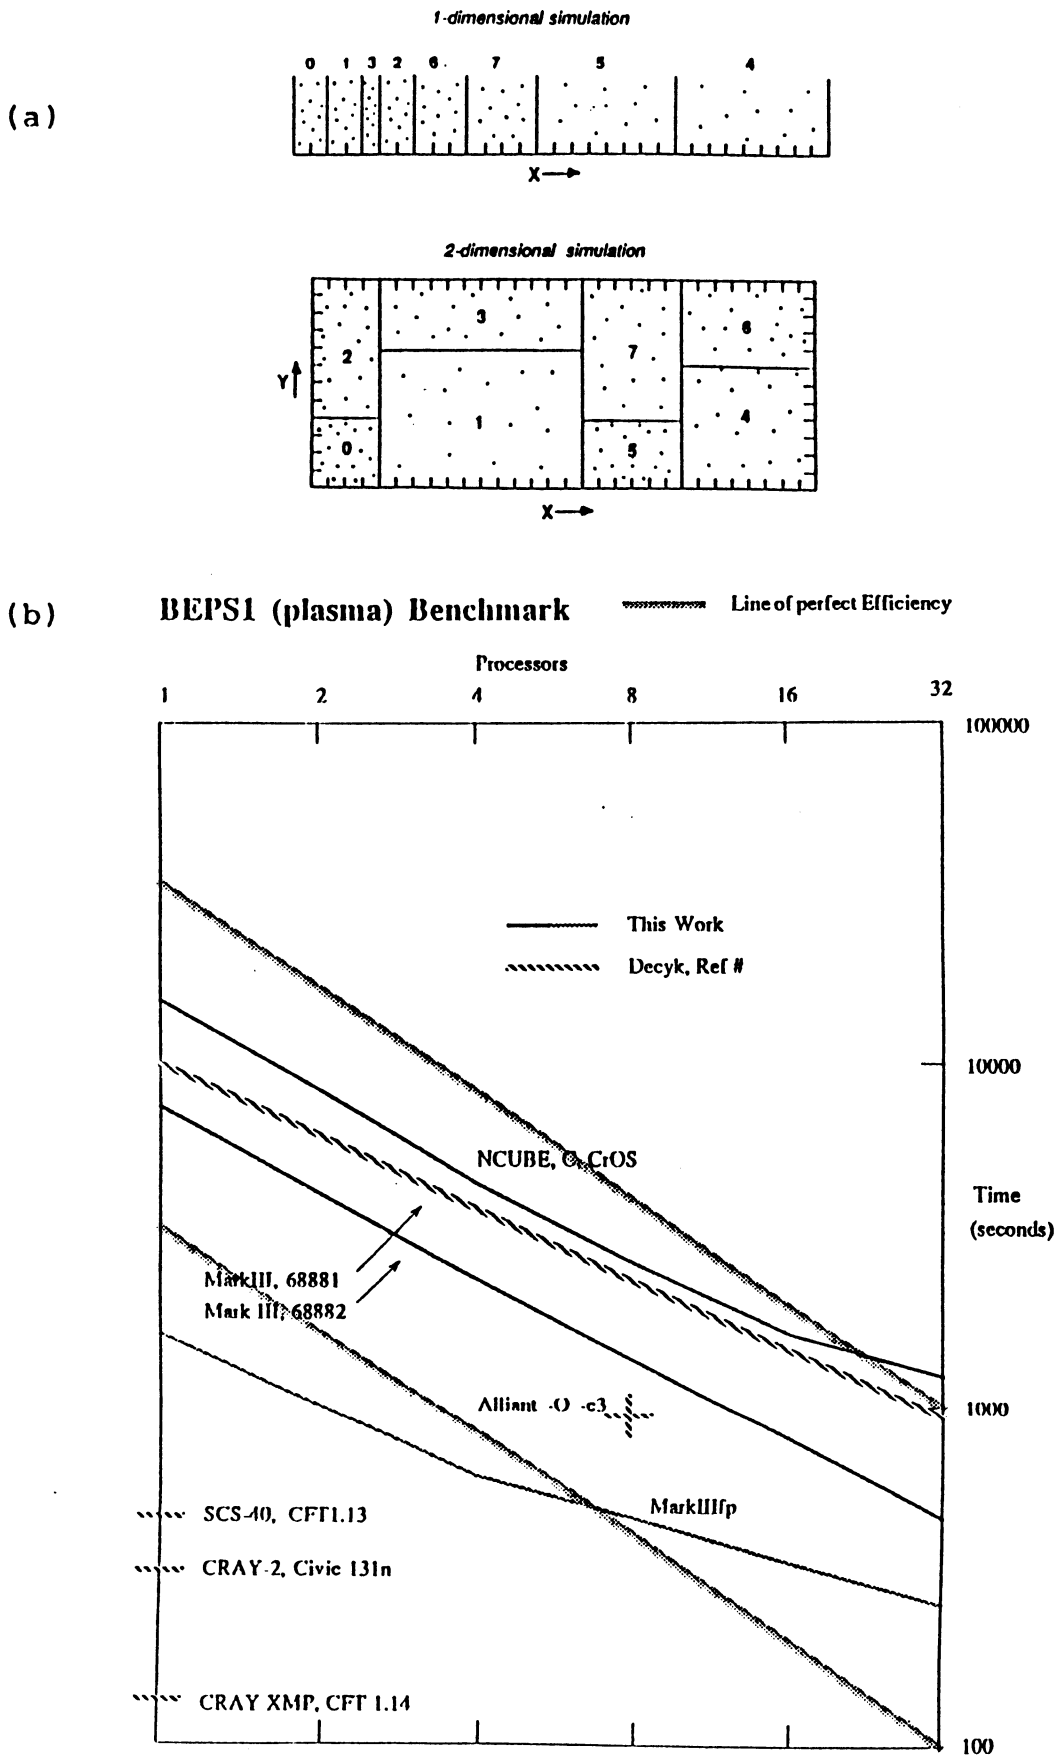 (a)
1-dimensional simulation
0 1 3 2 6 7 5 4
X
2-dimensional simulation
2 3 7 6
0 1 5 4
Y
X
(b)
BEPS1 (plasma) Benchmark
Line of perfect Efficiency
Processors
1 2 4 8 16 32
100000
This Work
Decyk, Ref #
10000
NCUBE, C, CrOS
Time
(seconds)
MarkIII, 68881
Mark III, 68882
Alliant -O -c3
1000
MarkIIIfp
SCS-40, CFT1.13
CRAY-2, Civic 131n
CRAY XMP, CFT 1.14
100